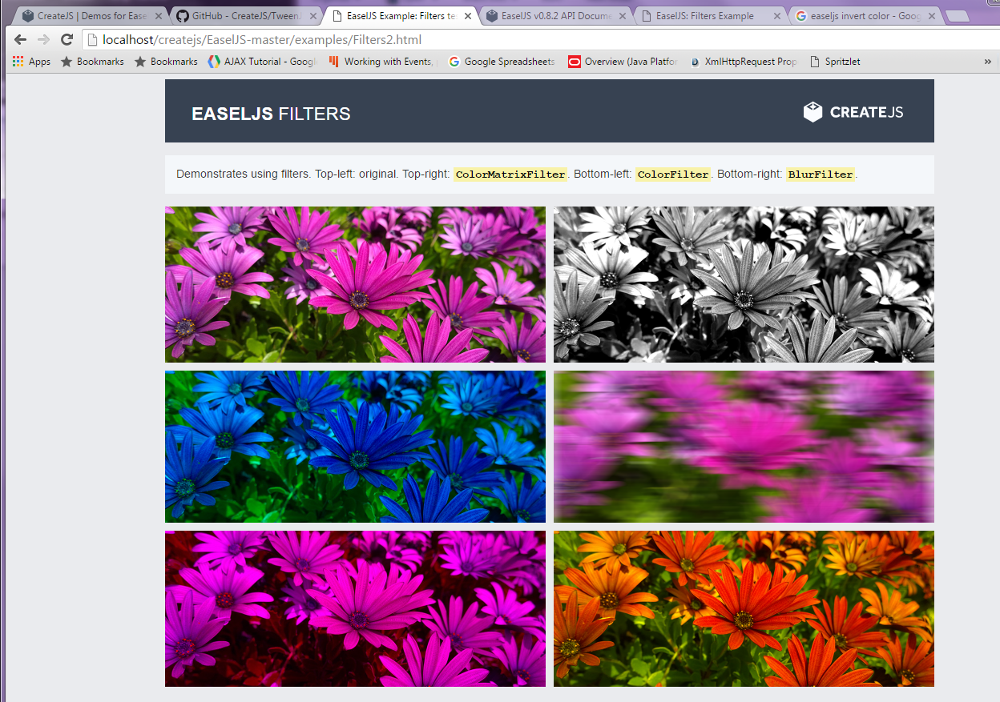 CreateJS | Demos for Ease
GitHub - CreateJS/Tween
EaselJS Example: Filters te
EaselJS v0.8.2 API Docume
EaselJS: Filters Example
easeljs invert color - Goog
localhost/createjs/EaselJS-master/examples/Filters2.html
Apps Bookmarks Bookmarks AJAX Tutorial - Googl Working with Events, Google Spreadsheets Overview (Java Platfor XmlHttpRequest Prop Spritzlet »
EASELJS FILTERS
CREATEJS
Demonstrates using filters. Top-left: original. Top-right: ColorMatrixFilter. Bottom-left: ColorFilter. Bottom-right: BlurFilter.